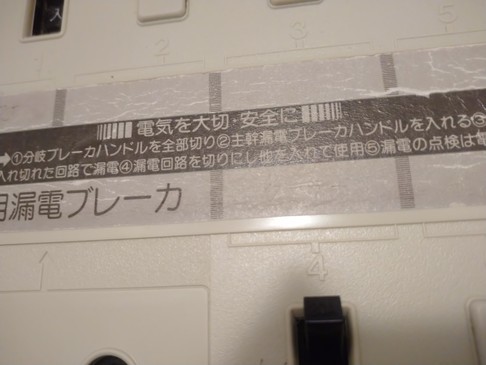 入
1 2 3 5
電気を大切・安全に
→①分岐ブレーカハンドルを全部切り②主幹漏電ブレーカハンドルを入れる③
入れ切れた回路で漏電④漏電回路を切りにし他を入れて使用⑤漏電の点検は電
用漏電ブレーカ
4